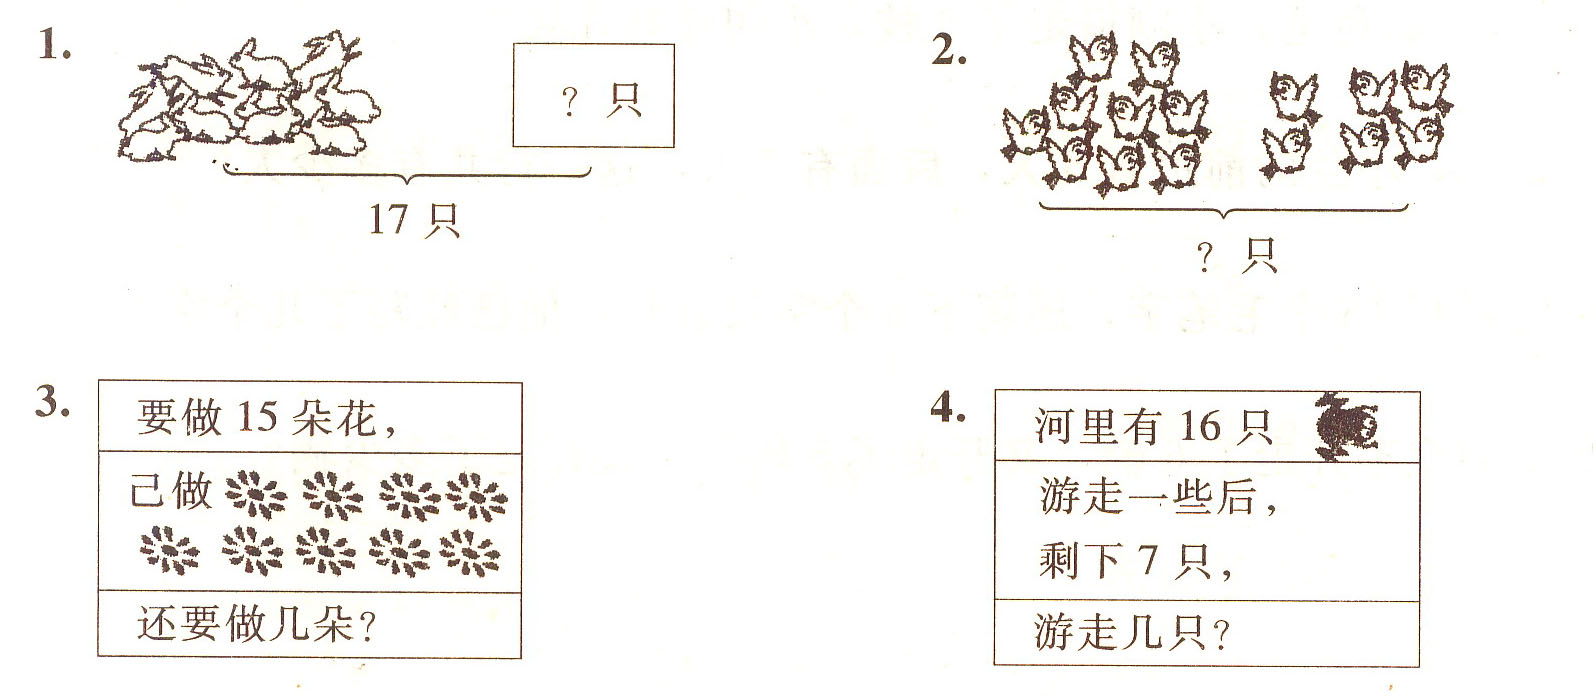 1.
? 只
17 只
2.
? 只
3.
要做 15 朵花，
己做
还要做几朵？
4.
河里有 16 只
游走一些后，
剩下 7 只，
游走几只？